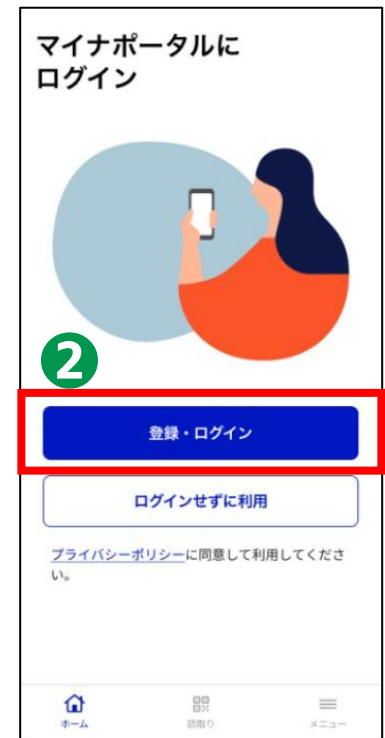 マイナポータルに
ログイン
2
登録・ログイン
ログインせずに利用
プライバシーポリシーに同意して利用してくださ
い。
ホーム 読取り メニュー